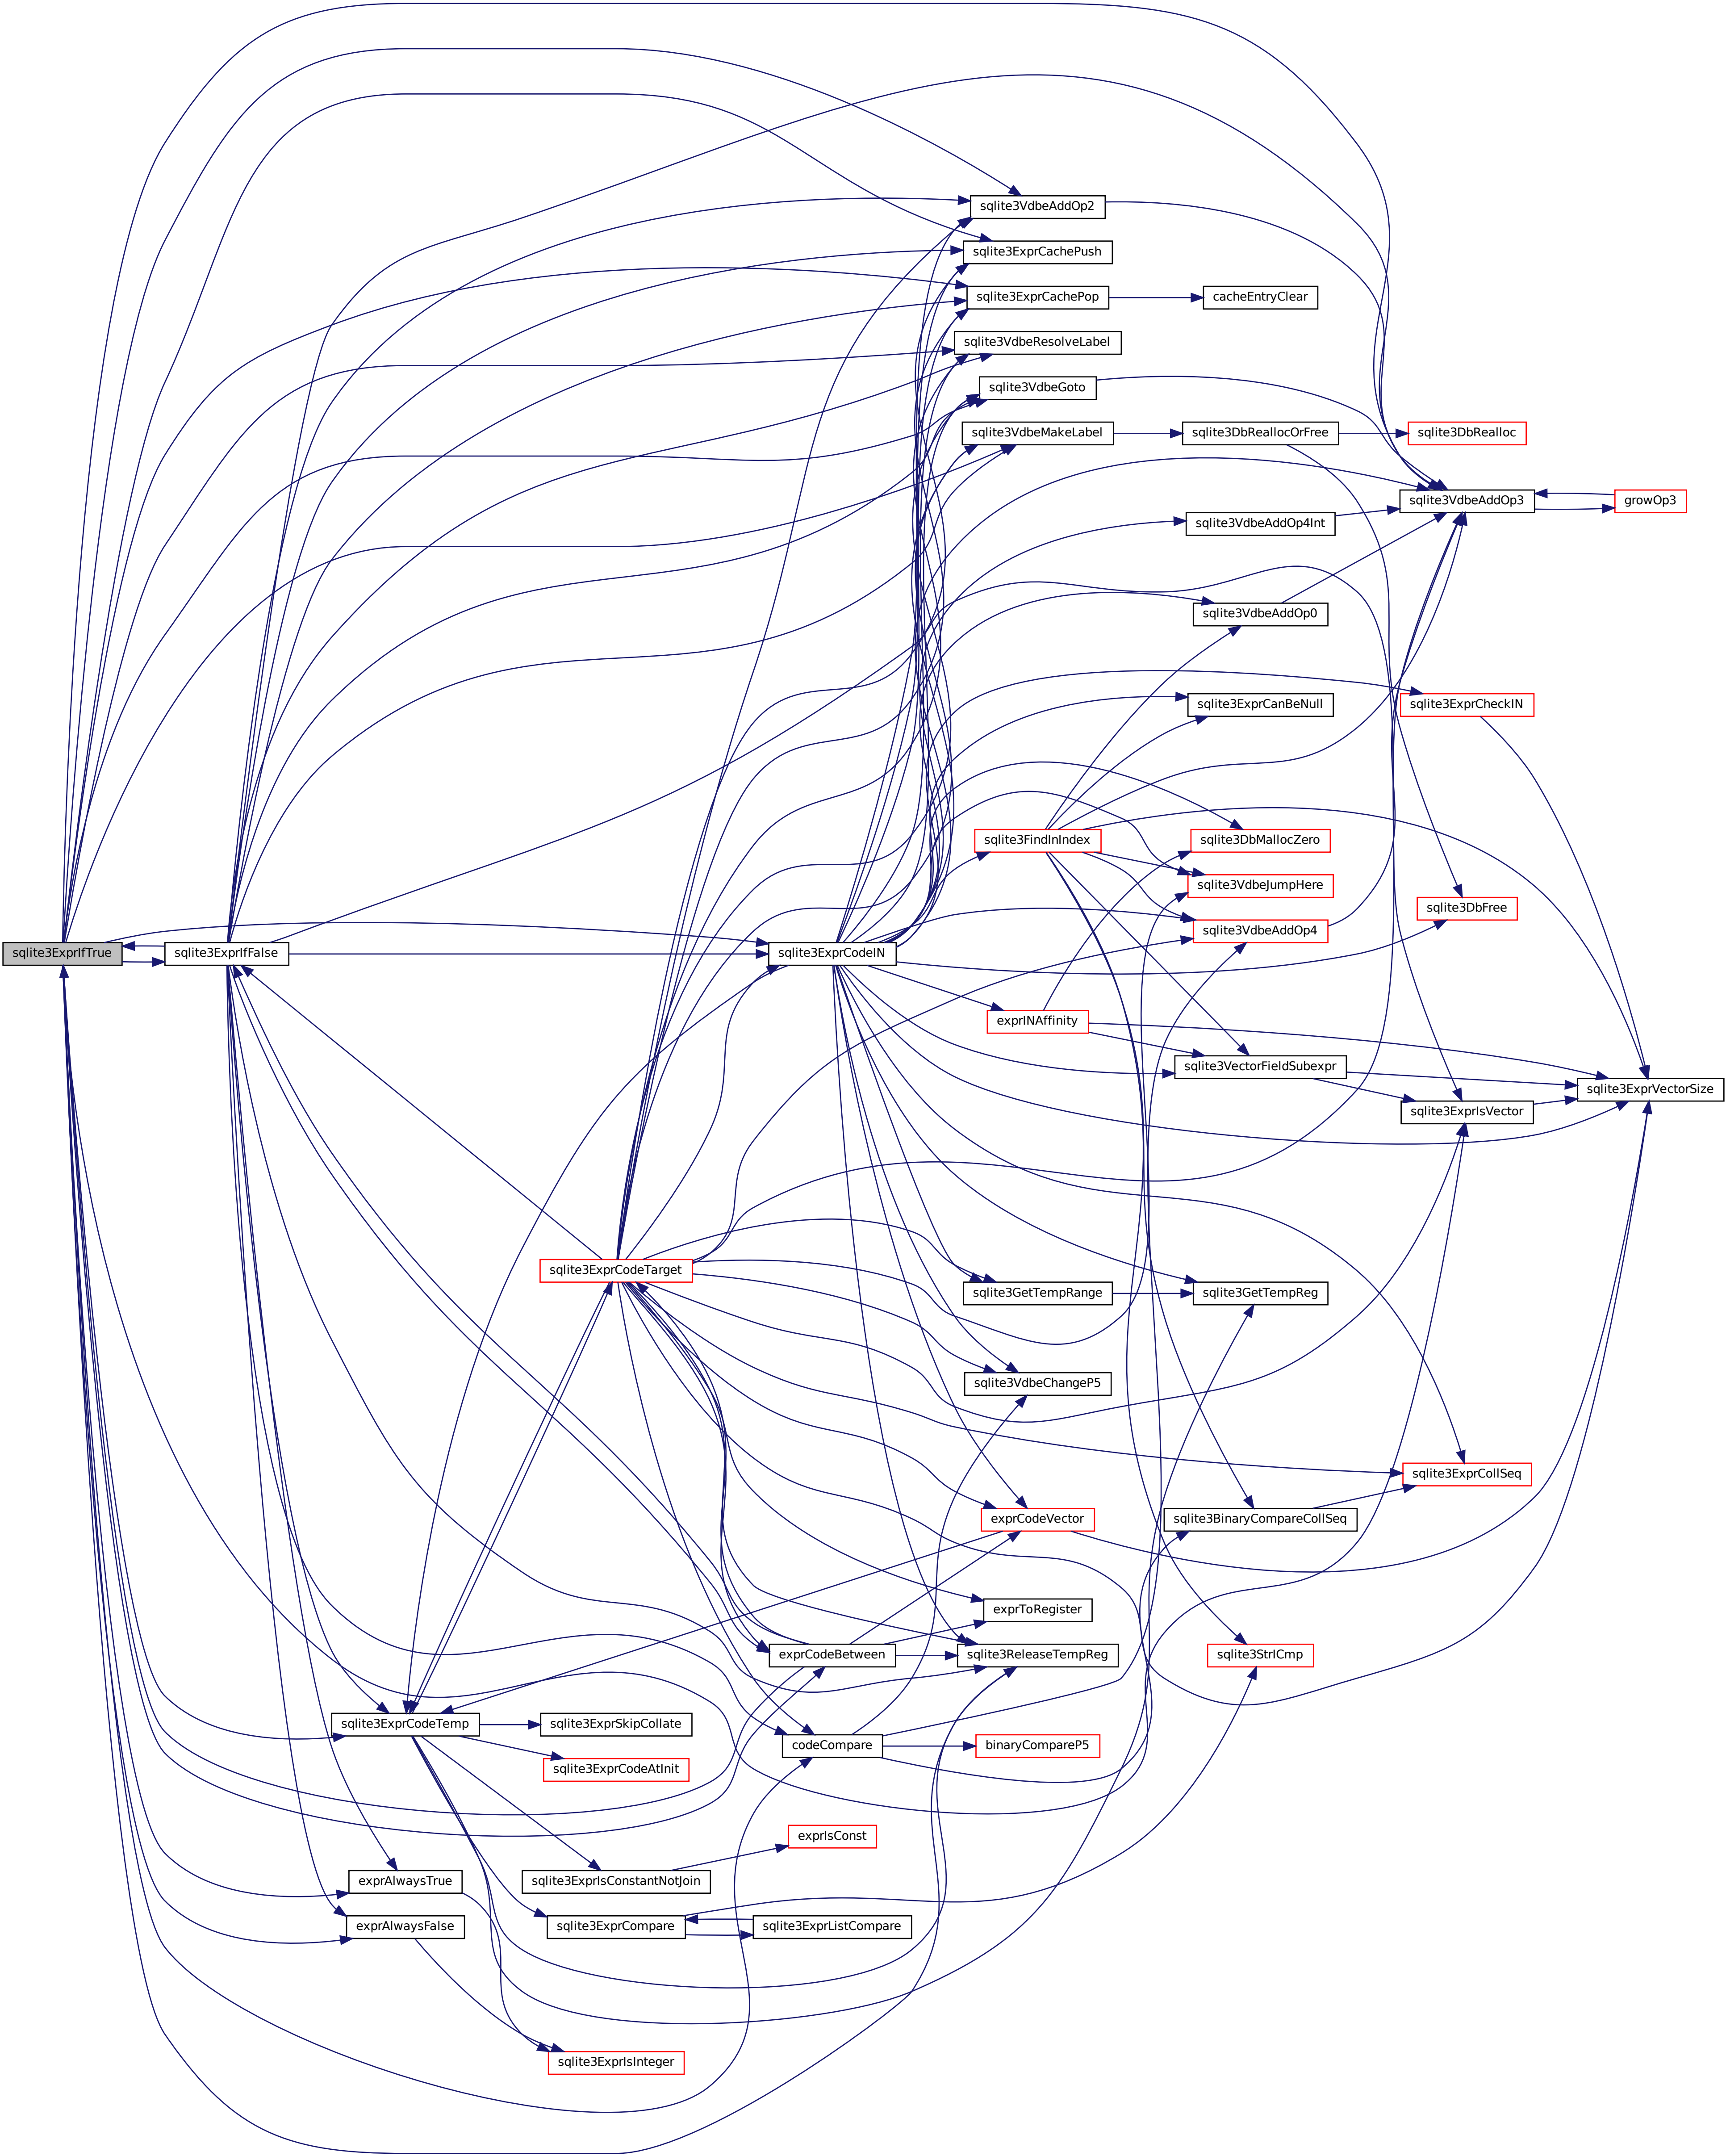 sqlite3VdbeAddOp2
sqlite3ExprCachePush
sqlite3ExprCachePop
cacheEntryClear
sqlite3VdbeResolveLabel
sqlite3VdbeGoto
sqlite3VdbeMakeLabel
sqlite3DbReallocOrFree
sqlite3DbRealloc
sqlite3VdbeAddOp3
growOp3
sqlite3VdbeAddOp4Int
sqlite3VdbeAddOp0
sqlite3ExprCanBeNull
sqlite3ExprCheckIN
sqlite3FindInIndex
sqlite3DbMallocZero
sqlite3VdbeJumpHere
sqlite3DbFree
sqlite3VdbeAddOp4
sqlite3ExprIfTrue
sqlite3ExprIfFalse
sqlite3ExprCodeIN
exprINAffinity
sqlite3VectorFieldSubexpr
sqlite3ExprVectorSize
sqlite3ExprIsVector
sqlite3ExprCodeTarget
sqlite3GetTempRange
sqlite3GetTempReg
sqlite3VdbeChangeP5
sqlite3ExprCollSeq
exprCodeVector
sqlite3BinaryCompareCollSeq
exprToRegister
exprCodeBetween
sqlite3ReleaseTempReg
sqlite3StrICmp
sqlite3ExprCodeTemp
sqlite3ExprSkipCollate
codeCompare
binaryCompareP5
sqlite3ExprCodeAtInit
exprIsConst
exprAlwaysTrue
sqlite3ExprIsConstantNotJoin
exprAlwaysFalse
sqlite3ExprCompare
sqlite3ExprListCompare
sqlite3ExprIsInteger